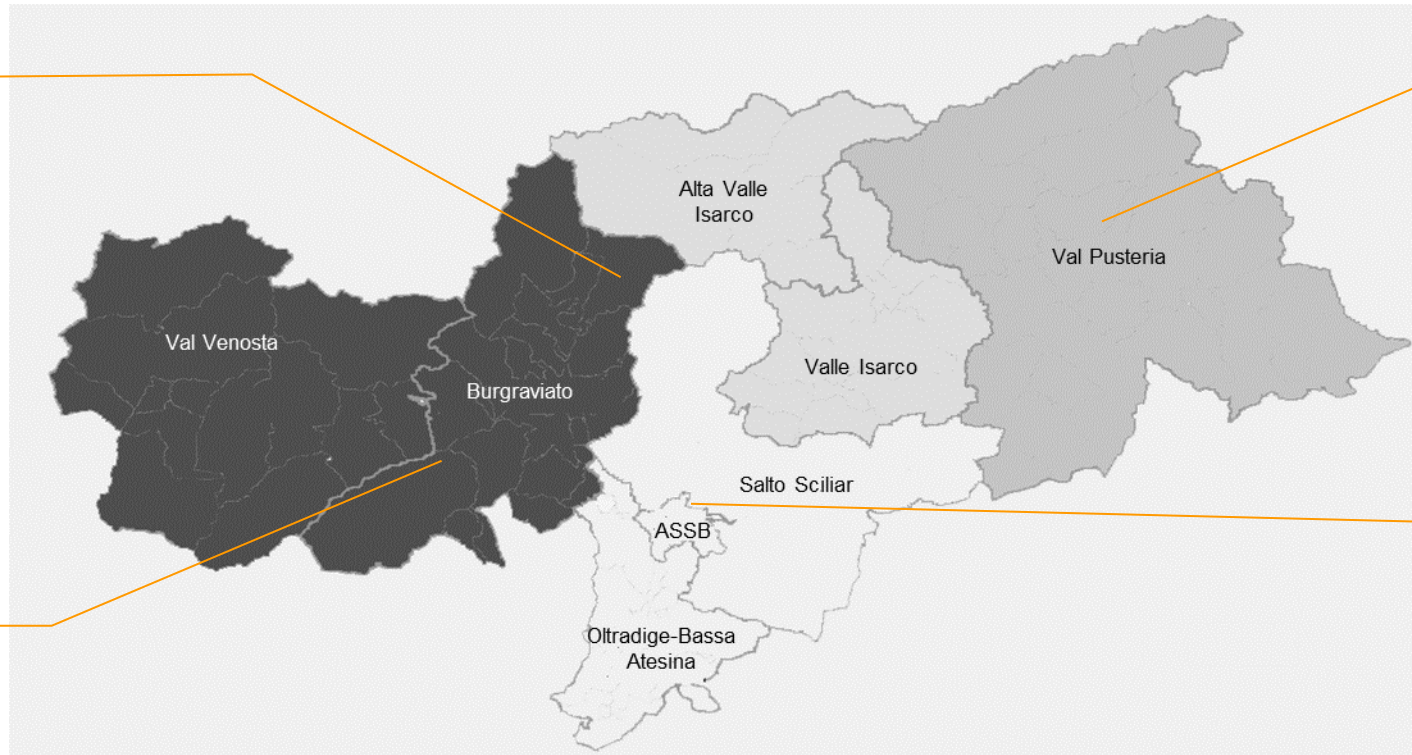 Alta Valle
Isarco
Val Pusteria
Val Venosta
Valle Isarco
Burgraviato
Salto Sciliar
ASSB
Oltradige-Bassa
Atesina